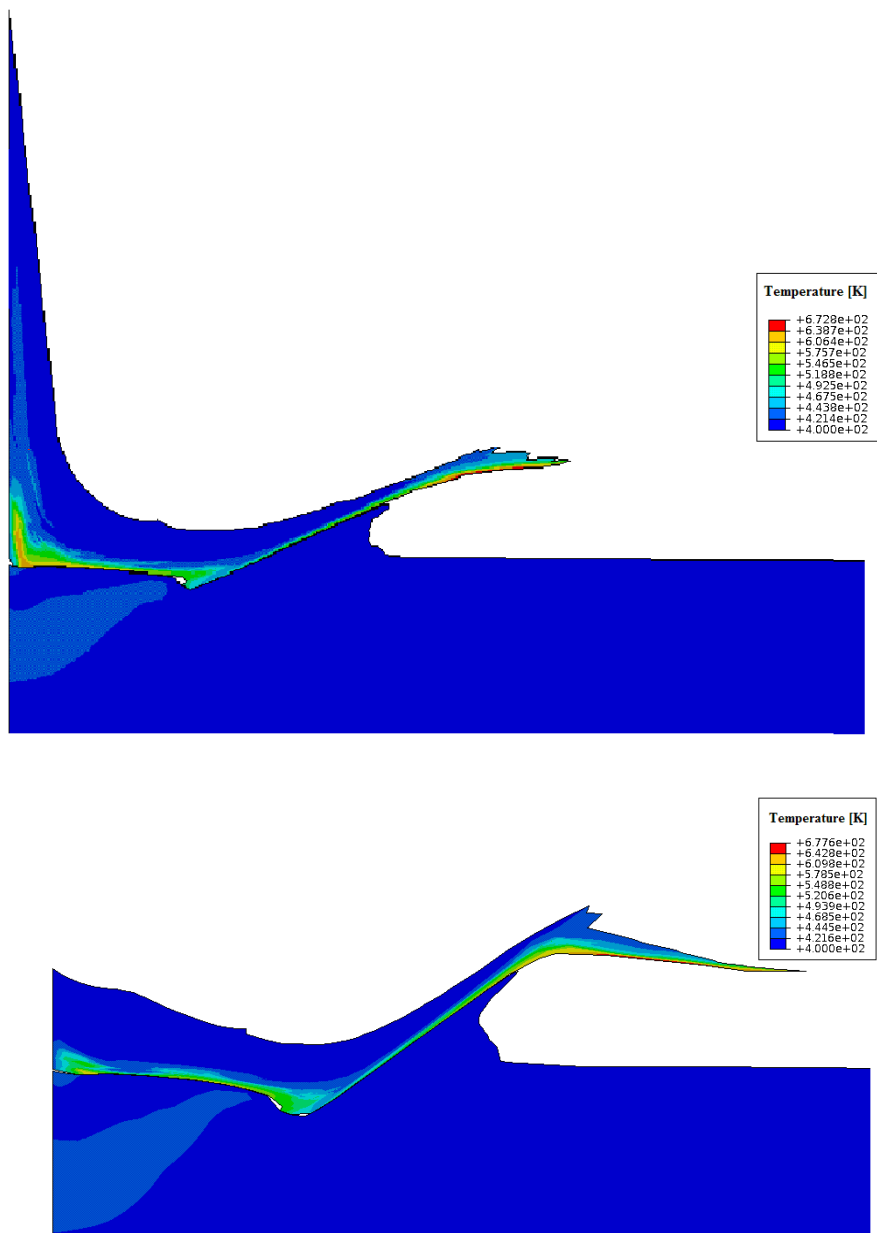 Temperature [K]
+6.728e+02
+6.387e+02
+6.064e+02
+5.757e+02
+5.465e+02
+5.188e+02
+4.925e+02
+4.675e+02
+4.438e+02
+4.214e+02
+4.000e+02
Temperature [K]
+6.776e+02
+6.428e+02
+6.098e+02
+5.785e+02
+5.488e+02
+5.206e+02
+4.939e+02
+4.685e+02
+4.445e+02
+4.216e+02
+4.000e+02